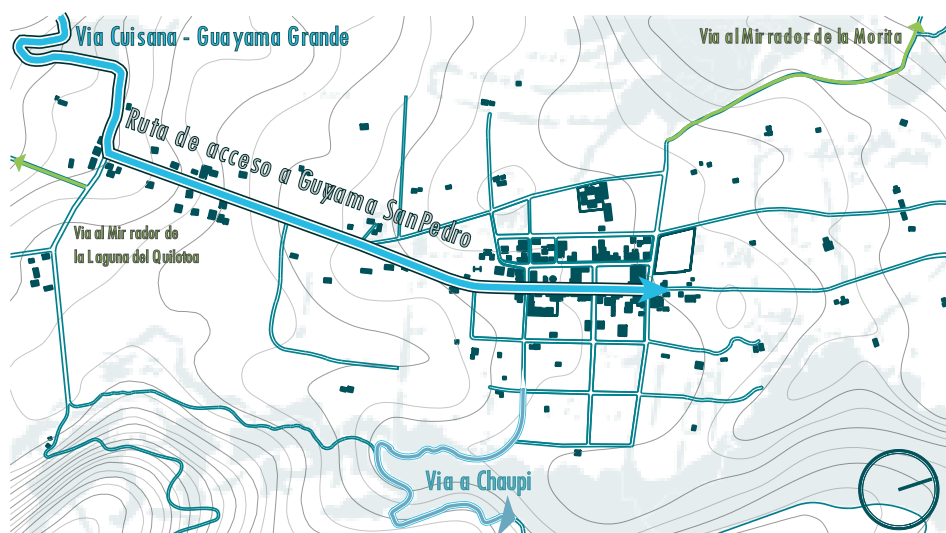 Via Cuisana - Guayama Grande
Via al Mirrador de la Morita
Ruta de acceso a Guyama San Pedro
Via al Mir rador de
la Laguna del Quilotoa
Via a Chaupi